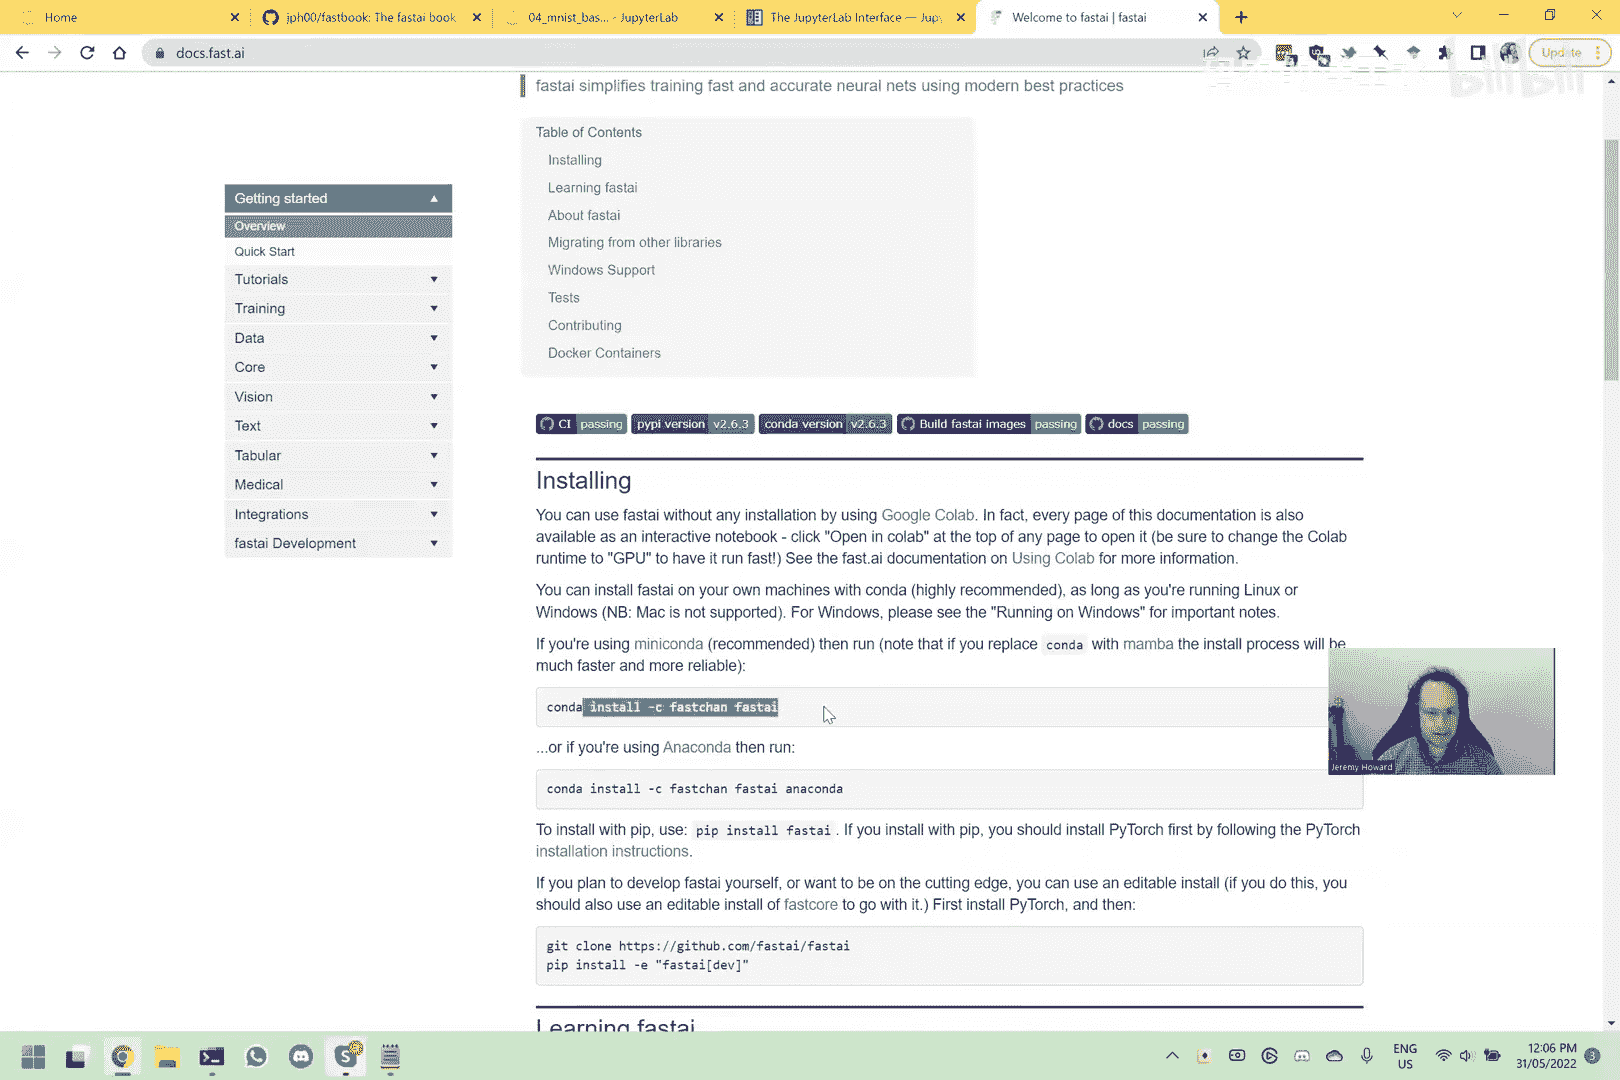 Home
jph00/fastbook: The fastai book
04_mnist_bas... - JupyterLab
The JupyterLab Interface — Jupy
Welcome to fastai | fastai
docs.fast.ai
Update
bilibili
fastai simplifies training fast and accurate neural nets using modern best practices
Table of Contents
Installing
Learning fastai
About fastai
Migrating from other libraries
Windows Support
Tests
Contributing
Docker Containers
Getting started
Overview
Quick Start
Tutorials
Training
Data
Core
Vision
Text
Tabular
Medical
Integrations
fastai Development
CI passing pypi version v2.6.3 conda version v2.6.3 Build fastai images passing docs passing
Installing
You can use fastai without any installation by using Google Colab. In fact, every page of this documentation is also
available as an interactive notebook - click "Open in colab" at the top of any page to open it (be sure to change the Colab
runtime to "GPU" to have it run fast!) See the fast.ai documentation on Using Colab for more information.
You can install fastai on your own machines with conda (highly recommended), as long as you're running Linux or
Windows (NB: Mac is not supported). For Windows, please see the "Running on Windows" for important notes.
If you're using miniconda (recommended) then run (note that if you replace conda with mamba the install process will be
much faster and more reliable):
conda install -c fastchan fastai
...or if you're using Anaconda then run:
conda install -c fastchan fastai anaconda
To install with pip, use: pip install fastai. If you install with pip, you should install PyTorch first by following the PyTorch
installation instructions.
If you plan to develop fastai yourself, or want to be on the cutting edge, you can use an editable install (if you do this, you
should also use an editable install of fastcore to go with it.) First install PyTorch, and then:
git clone https://github.com/fastai/fastai
pip install -e "fastai[dev]"
Learning fastai
Jeremy Howard
ENG
US
12:06 PM
31/05/2022
3